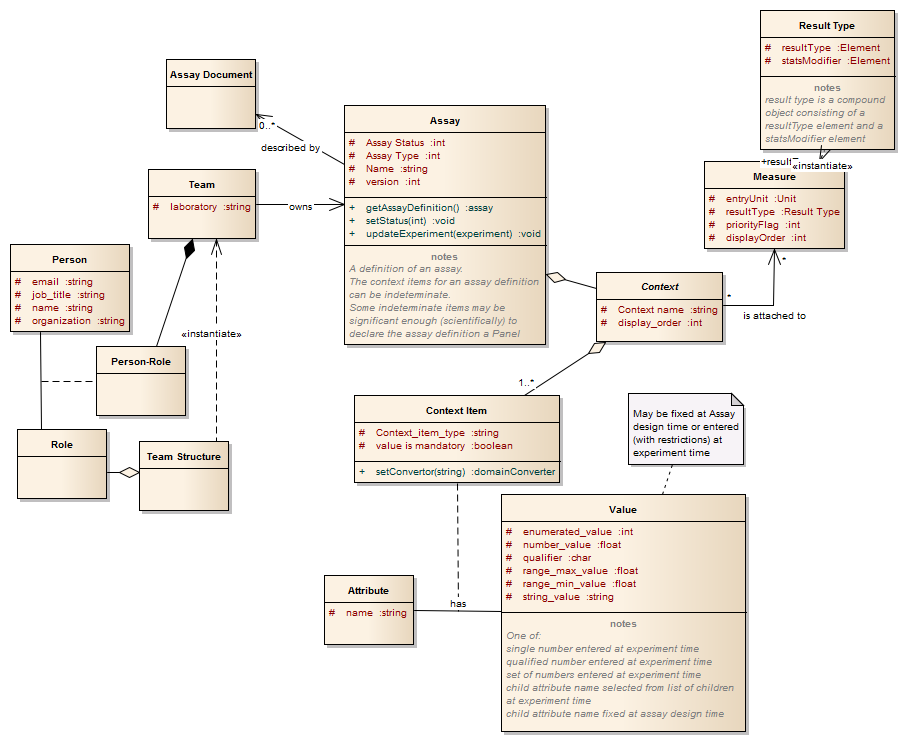 Result Type
# resultType :Element
# statsModifier :Element
notes
result type is a compound
object consisting of a
resultType element and a
statsModifier element
Assay Document
0..*
described by
Assay
# Assay Status :int
# Assay Type :int
# Name :string
# version :int
+ getAssayDefinition() :assay
+ setStatus(int) :void
+ updateExperiment(experiment) :void
notes
A definition of an assay.
The context items for an assay definition
can be indeteminate.
Some indeterminate items may be
significant enough (scientifically) to
declare the assay definition a Panel
+result
«instantiate»
Measure
# entryUnit :Unit
# resultType :Result Type
# priorityFlag :int
# displayOrder :int
*
Team
# laboratory :string
owns
Person
# email :string
# job_title :string
# name :string
# organization :string
«instantiate»
Context
# Context name :string
# display_order :int
*
is attached to
Person-Role
1..*
Context Item
# Context_item_type :string
# value is mandatory :boolean
+ setConvertor(string) :domainConverter
May be fixed at Assay
design time or entered
(with restrictions) at
experiment time
Role
Team Structure
Value
# enumerated_value :int
# number_value :float
# qualifier :char
# range_max_value :float
# range_min_value :float
# string_value :string
notes
One of:
single number entered at experiment time
qualified number entered at experiment time
set of numbers entered at experiment time
child attribute name selected from list of children
at experiment time
child attribute name fixed at assay design time
Attribute
# name :string
has